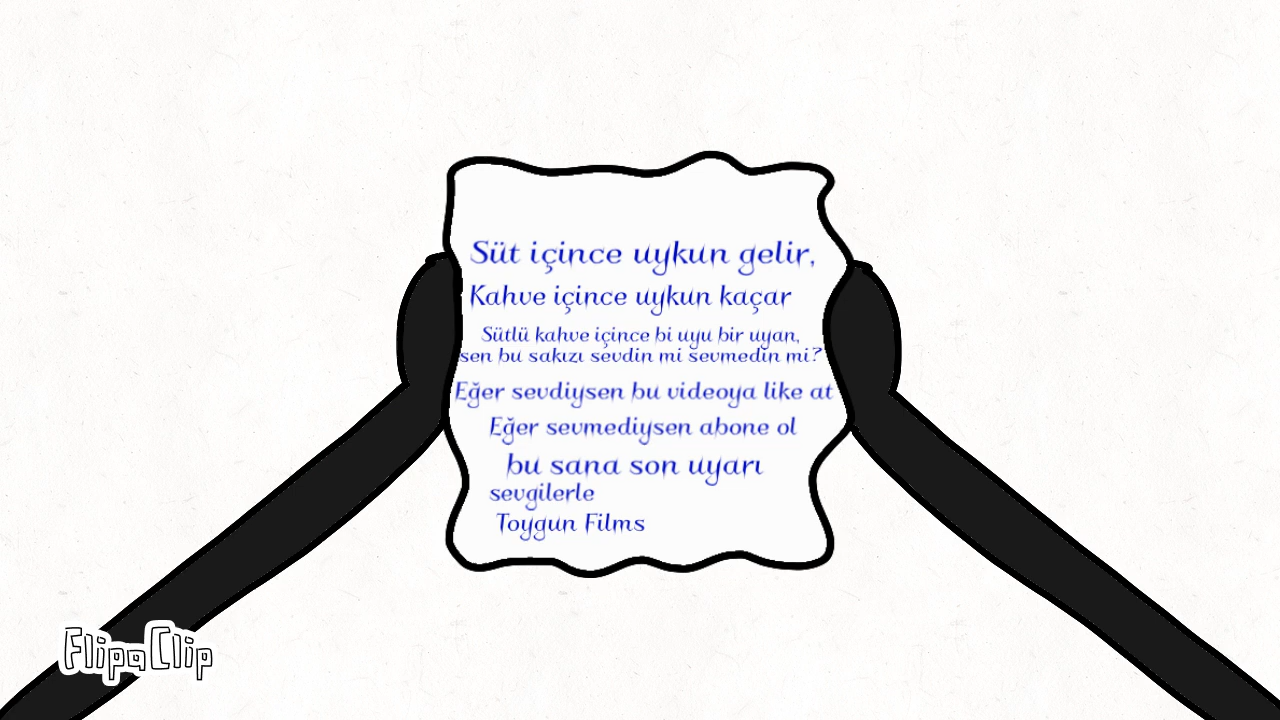 Süt içince uykun gelir,
Kahve içince uykun kaçar
Sütlü kahve içince bi uyu bir uyan,
sen bu sakızı sevdin mi sevmedin mi?
Eğer sevdiysen bu videoya like at
Eğer sevmediysen abone ol
bu sana son uyarı
sevgilerle
Toygun Films
FlipaClip